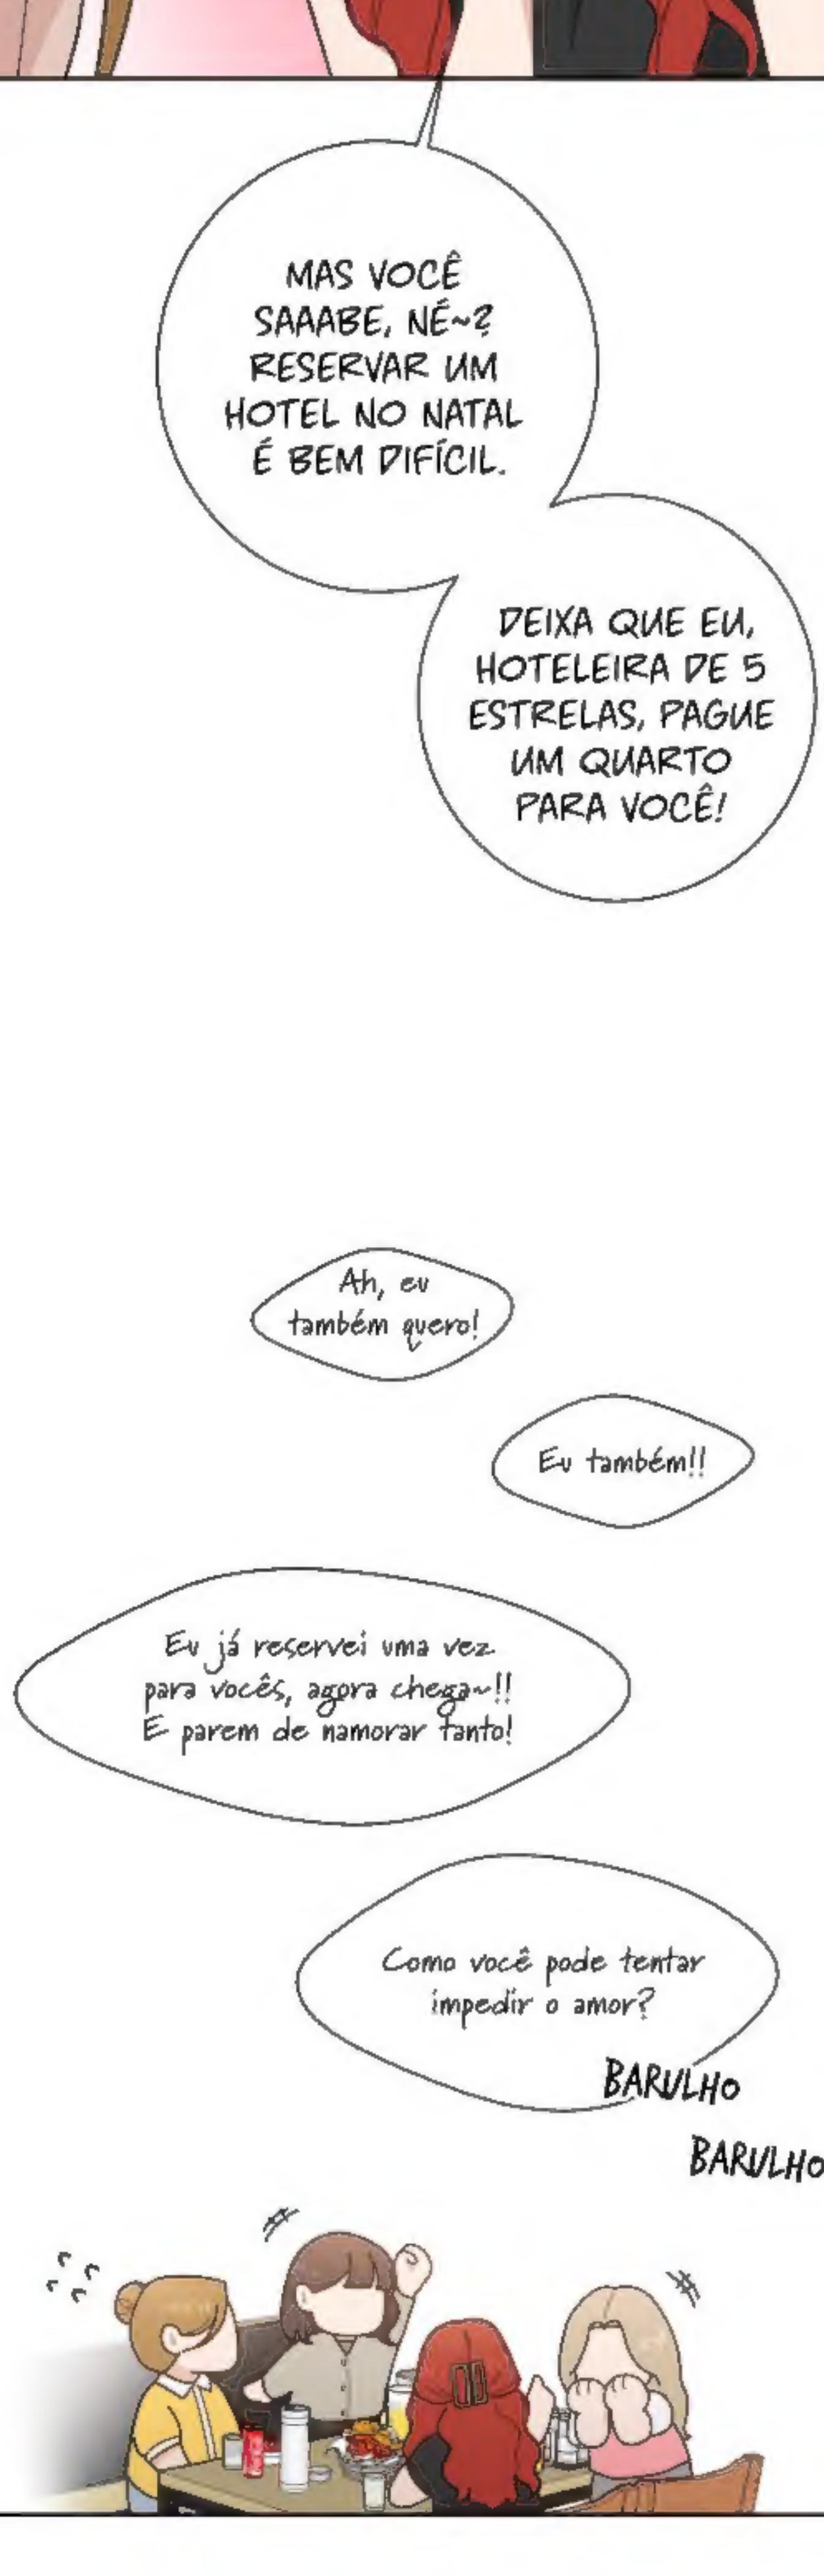 MAS VOCÊ
SAAABE, NÉ~?
RESERVAR UM
HOTEL NO NATAL
É BEM DIFÍCIL.
DEIXA QUE EU,
HOTELEIRA DE 5
ESTRELAS, PAGUE
UM QUARTO
PARA VOCÊ!
Ah, eu
também quero!
Eu também!!
Eu já reservei uma vez
para vocês, agora chega~!!
E parem de namorar tanto!
Como você pode tentar
impedir o amor?
BARULHO
BARULHO